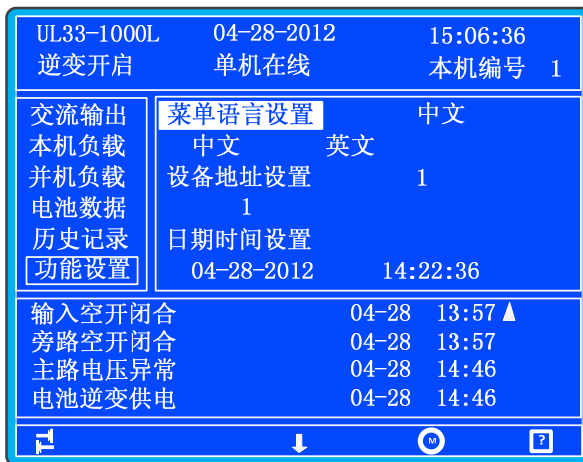 UL33-1000L 04-28-2012 15:06:36
逆变开启 单机在线 本机编号 1
交流输出
本机负载
并机负载
电池数据
历史记录
功能设置
菜单语言设置 中文
中文 英文
设备地址设置 1
1
日期时间设置
04-28-2012 14:22:36
输入空开闭合 04-28 13:57
旁路空开闭合 04-28 13:57
主路电压异常 04-28 14:46
电池逆变供电 04-28 14:46
M ?